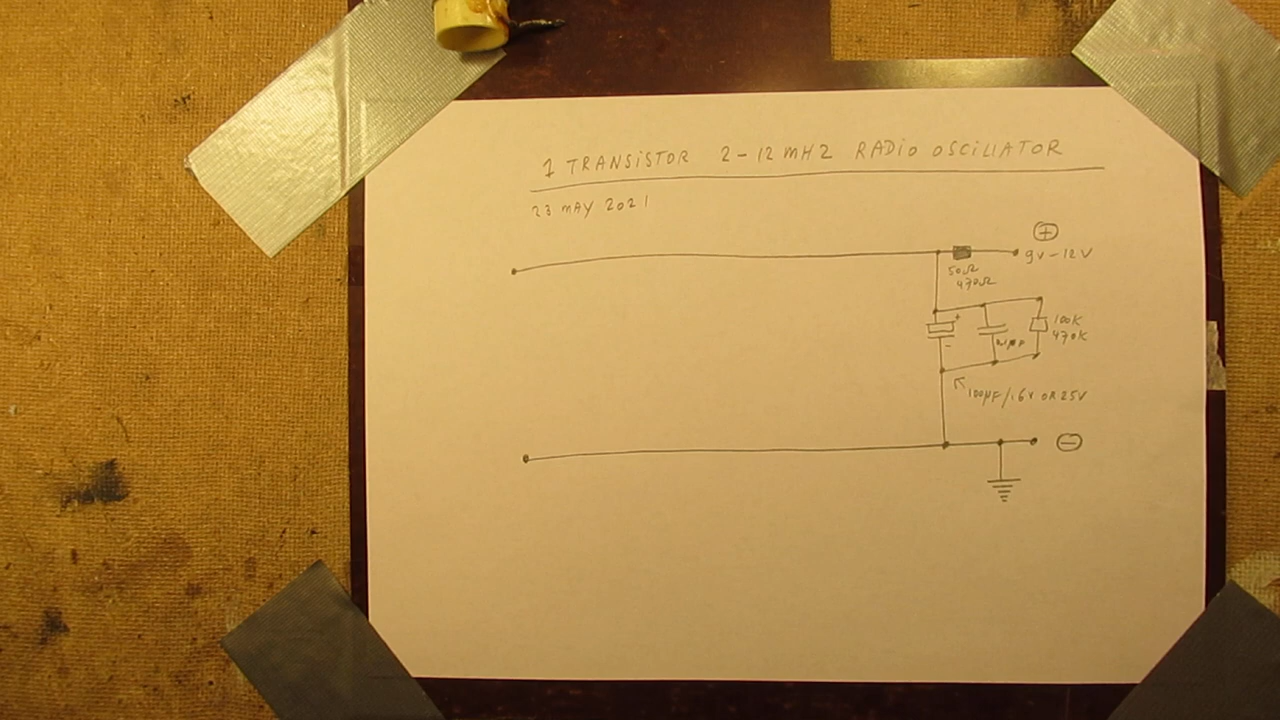 1 TRANSISTOR 2-12 MHZ RADIO OSCILLATOR
23 MAY 2021
+
9V-12V
50Ω
470Ω
+
100K
470K
-
100µF/16V OR 25V
-